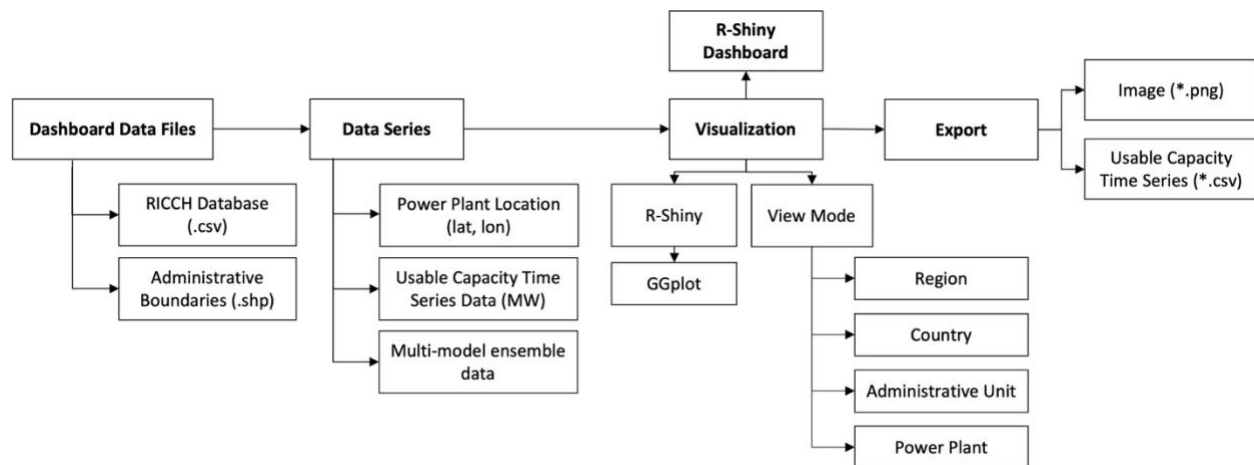 R-Shiny
Dashboard
Dashboard Data Files
Data Series
Visualization
Export
Image (*.png)
Usable Capacity
Time Series (*.csv)
RICCH Database
(.csv)
Administrative
Boundaries (.shp)
Power Plant Location
(lat, lon)
Usable Capacity Time
Series Data (MW)
Multi-model ensemble
data
R-Shiny
GGplot
View Mode
Region
Country
Administrative Unit
Power Plant